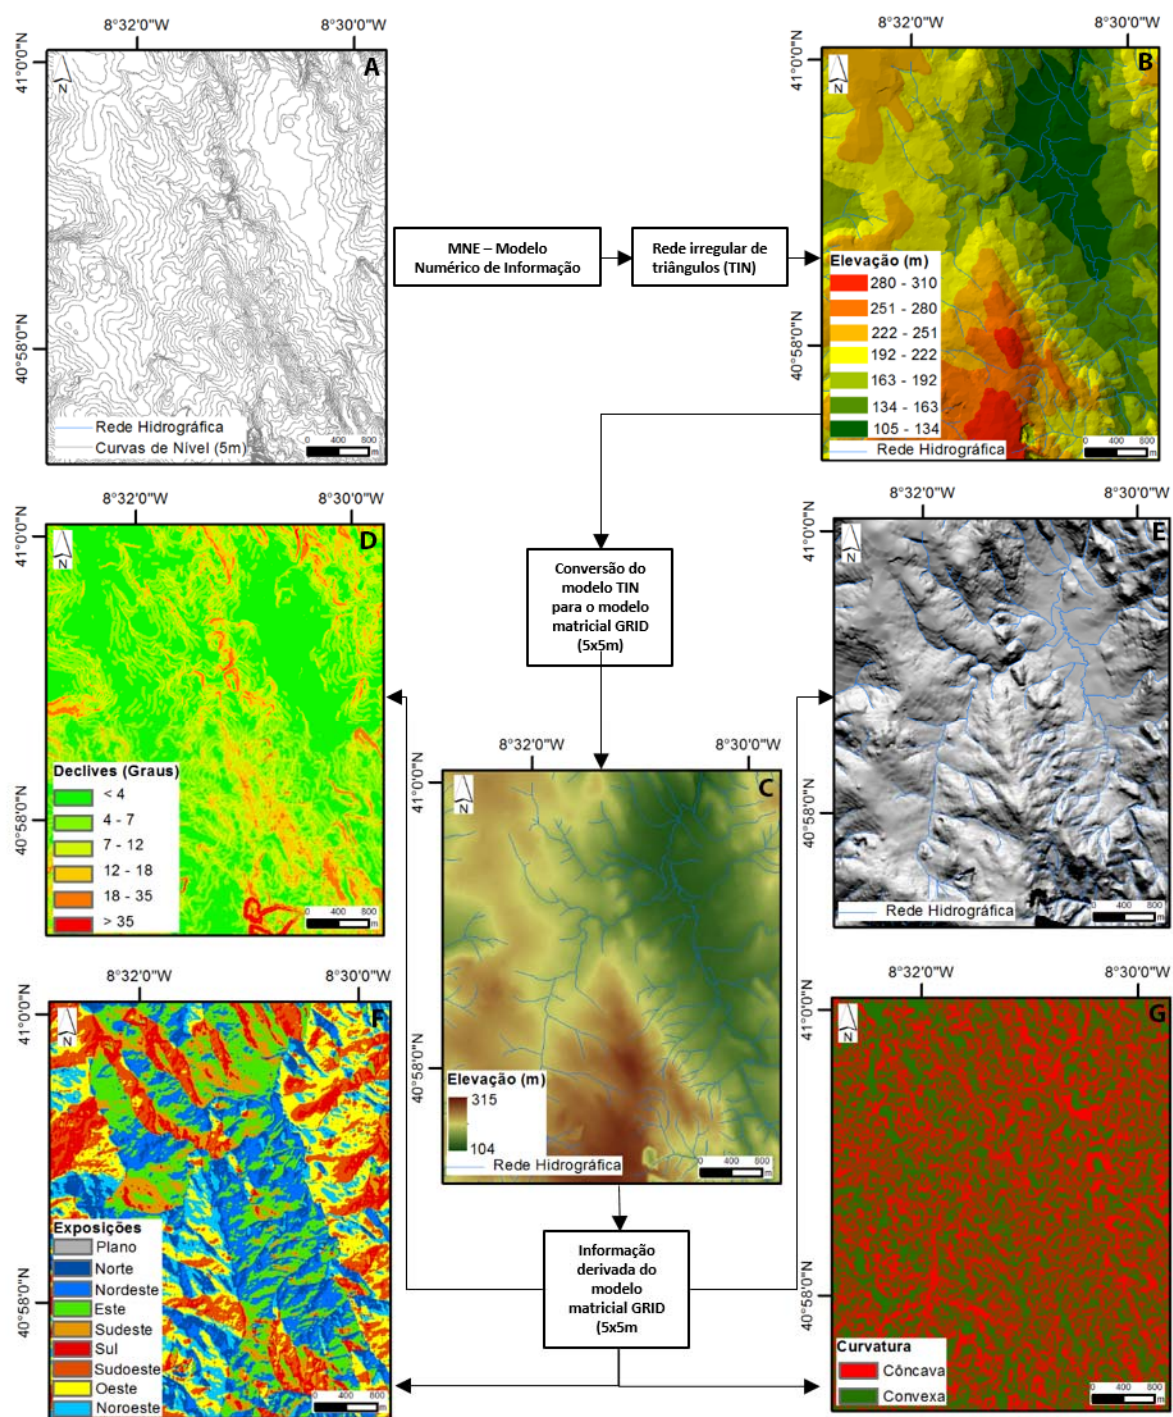 8°32'0"W
8°30'0"W
41°0'0"N
40°58'0"N
A
N
Rede Hidrográfica
Curvas de Nível (5m)
0 400 800
m
MNE – Modelo
Numérico de Informação
Rede irregular de
triângulos (TIN)
8°32'0"W
8°30'0"W
41°0'0"N
40°58'0"N
B
N
Elevação (m)
280 - 310
251 - 280
222 - 251
192 - 222
163 - 192
134 - 163
105 - 134
Rede Hidrográfica
0 400 800
m
8°32'0"W
8°30'0"W
41°0'0"N
40°58'0"N
D
N
Declives (Graus)
< 4
4 - 7
7 - 12
12 - 18
18 - 35
> 35
0 400 800
m
Conversão do
modelo TIN
para o modelo
matricial GRID
(5x5m)
8°32'0"W
8°30'0"W
41°0'0"N
40°58'0"N
E
N
Rede Hidrográfica
0 400 800
m
8°32'0"W
8°30'0"W
41°0'0"N
40°58'0"N
C
N
Elevação (m)
315
104
Rede Hidrográfica
0 400 800
m
8°32'0"W
8°30'0"W
41°0'0"N
40°58'0"N
F
N
Exposições
Plano
Norte
Nordeste
Este
Sudeste
Sul
Sudoeste
Oeste
Noroeste
0 400 800
m
Informação
derivada do
modelo
matricial GRID
(5x5m
8°32'0"W
8°30'0"W
41°0'0"N
40°58'0"N
G
N
Curvatura
Côncava
Convexa
0 400 800
m